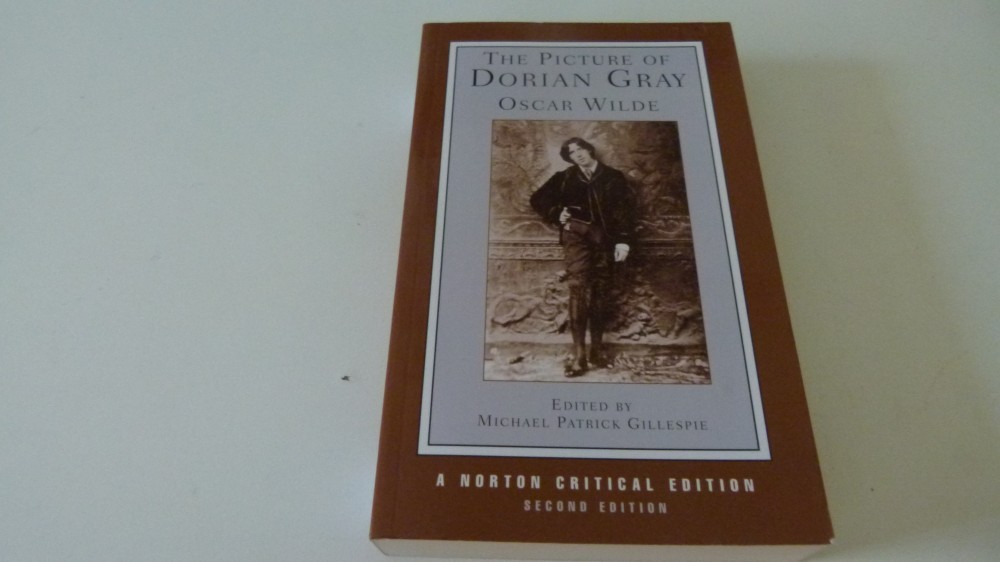 THE PICTURE OF
DORIAN GRAY
OSCAR WILDE
EDITED BY
MICHAEL PATRICK GILLESPIE
A NORTON CRITICAL EDITION
SECOND EDITION